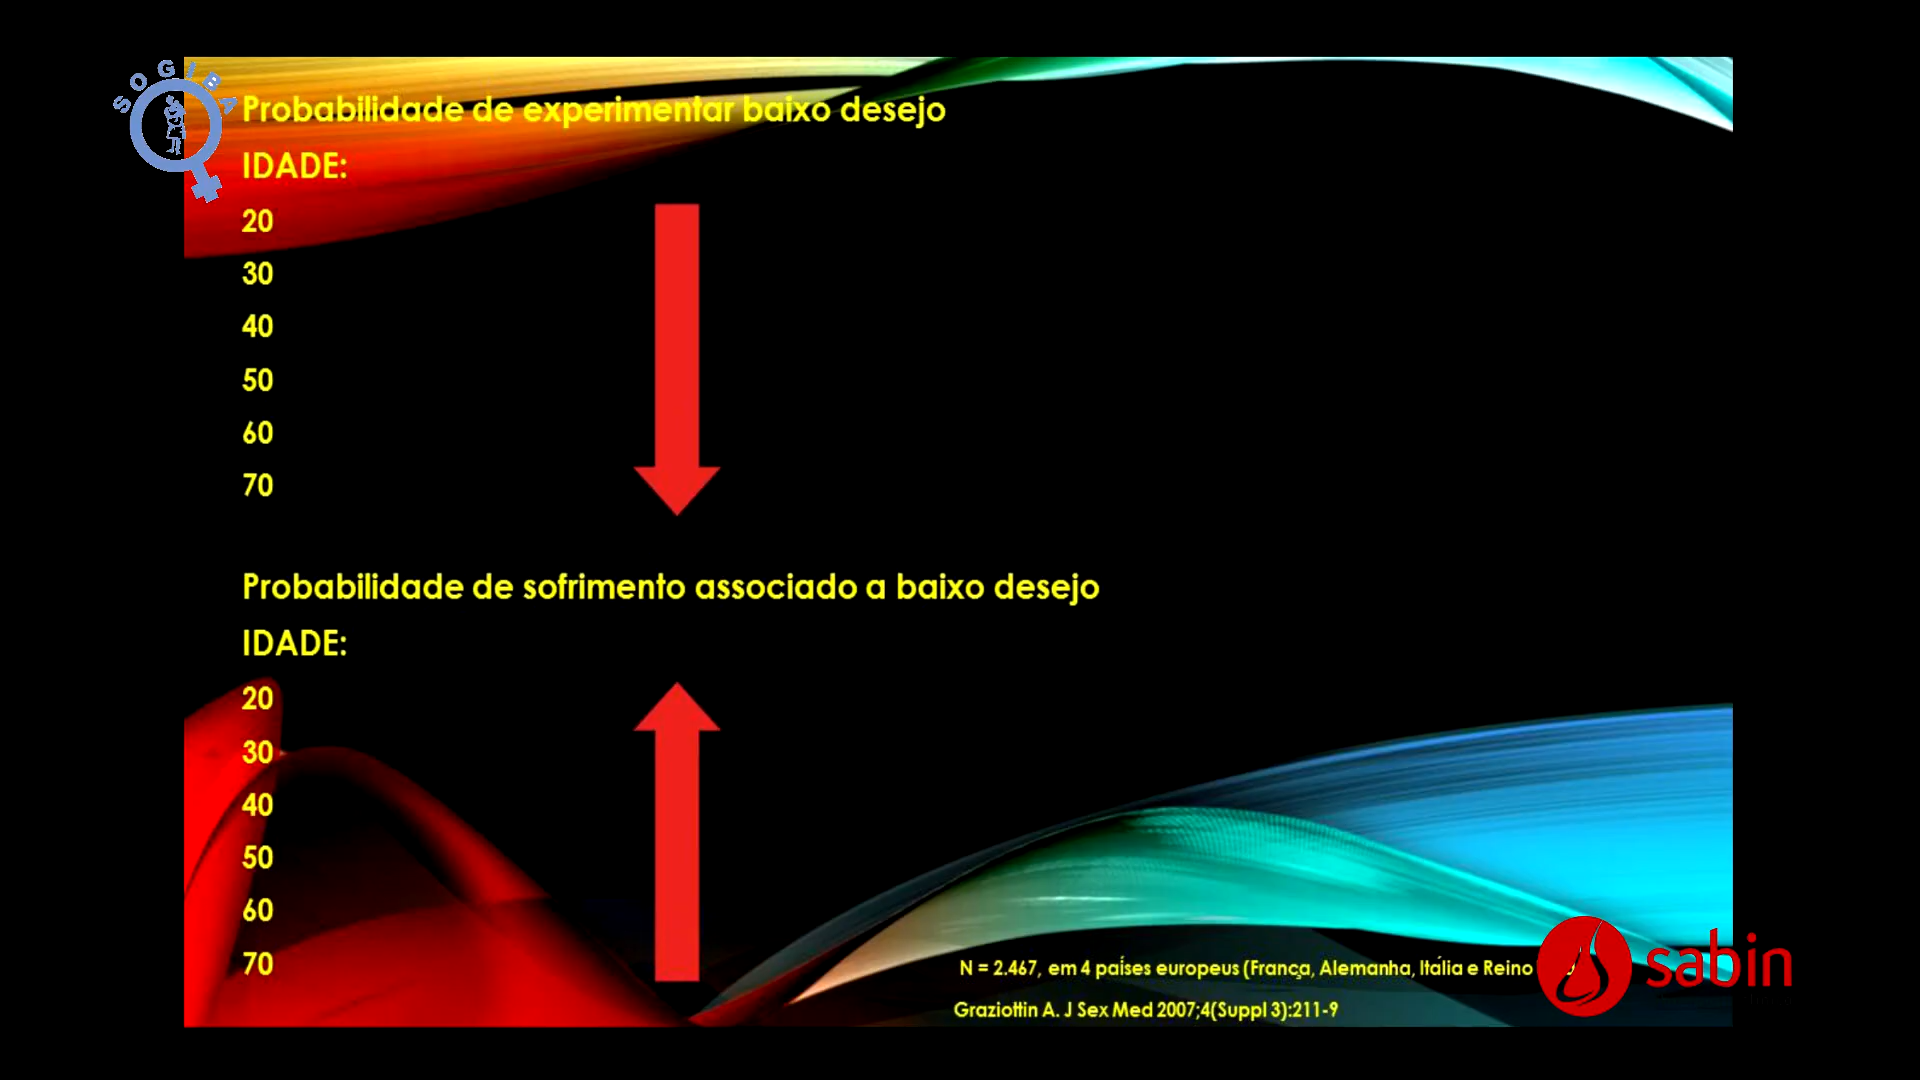 SOGIBA
Probabilidade de experimentar baixo desejo
IDADE:
20
30
40
50
60
70
Probabilidade de sofrimento associado a baixo desejo
IDADE:
20
30
40
50
60
70
N = 2.467, em 4 países europeus (França, Alemanha, Itália e Reino
Graziottin A. J Sex Med 2007;4(Suppl 3):211-9
sabin